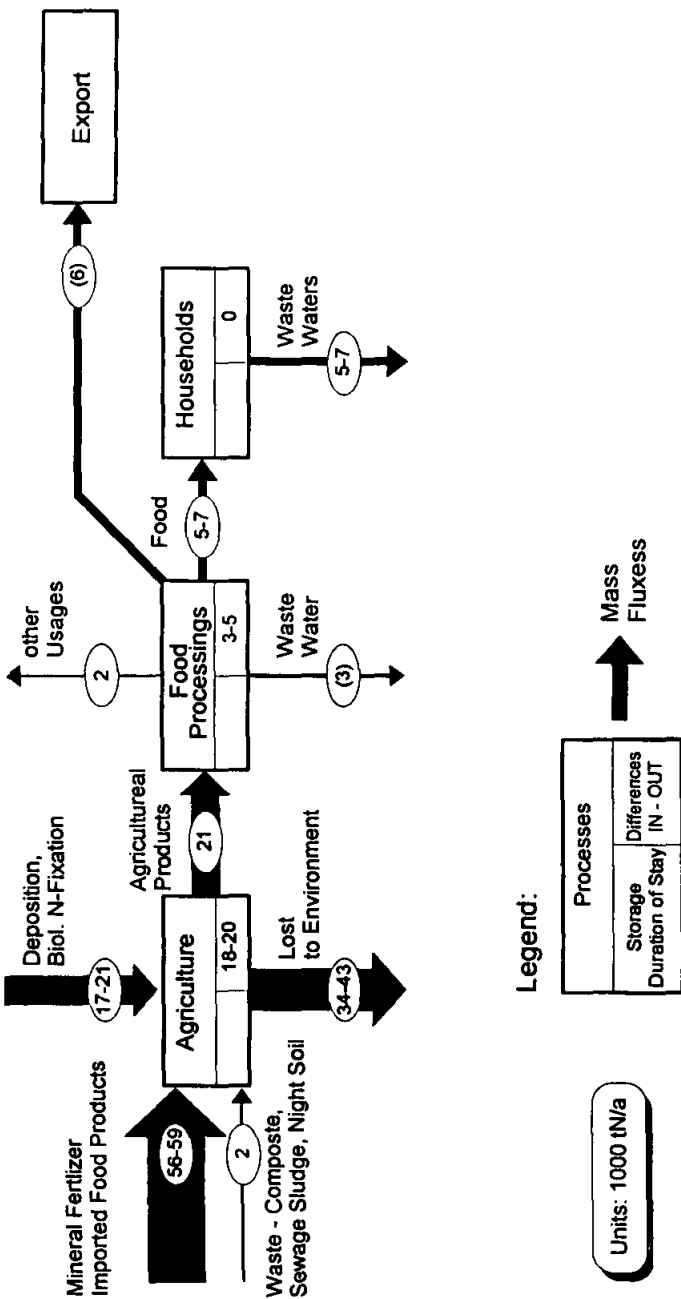 Mineral Fertlizer
Imported Food Products
56-59
2
Waste - Composte,
Sewage Sludge, Night Soil
Deposition,
Biol. N-Fixation
17-21
Agriculture
18-20
Lost
to Environment
34-43
Agricultureal
Products
21
other
Usages
2
Food
Processings
3-5
Waste
Water
(3)
Food
5-7
(6)
Households
0
Waste
Waters
5-7
Export
Legend:
Units: 1000 tN/a
Processes
Storage
Duration of Stay
Differences
IN - OUT
Mass
Fluxess